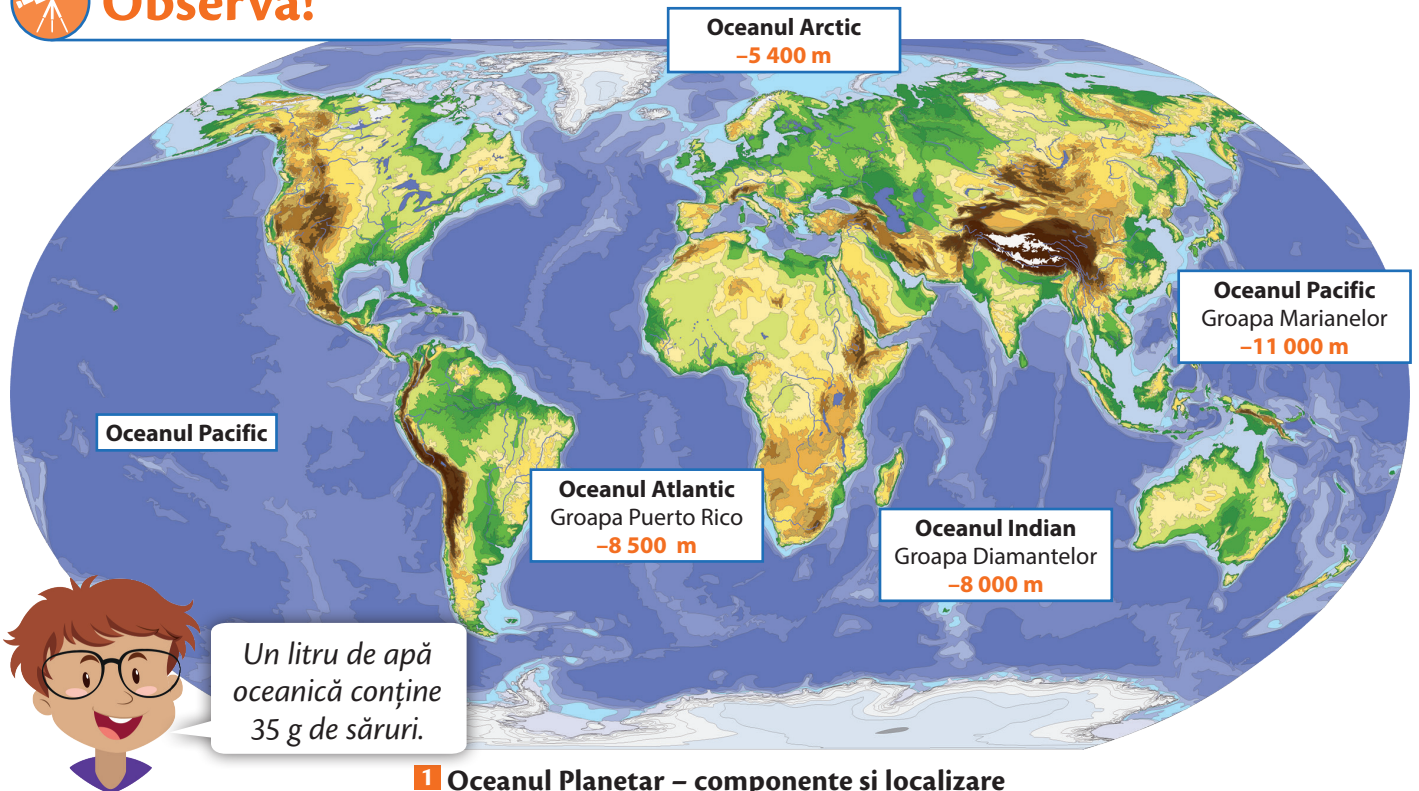 Observă!
Oceanul Arctic
–5 400 m
Oceanul Pacific
Groapa Marianelor
–11 000 m
Oceanul Pacific
Oceanul Atlantic
Groapa Puerto Rico
–8 500 m
Oceanul Indian
Groapa Diamantelor
–8 000 m
Un litru de apă
oceanică conține
35 g de săruri.
1 Oceanul Planetar – componente și localizare